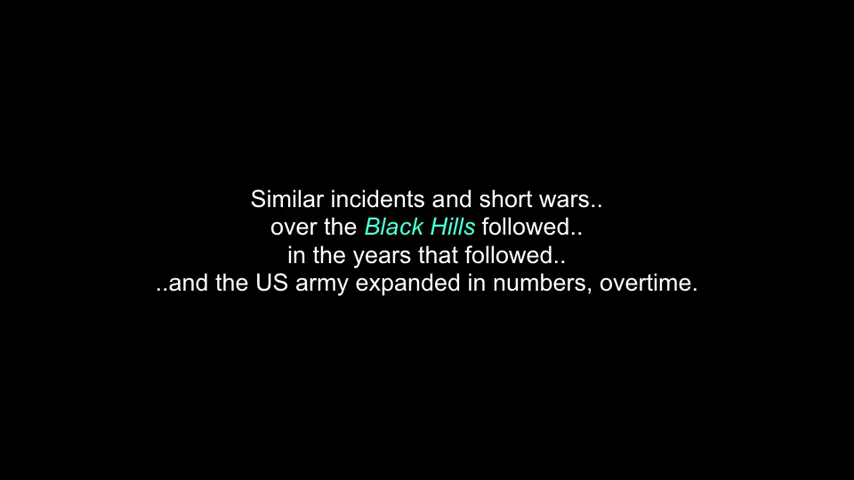 Similar incidents and short wars..
over the Black Hills followed..
in the years that followed..
..and the US army expanded in numbers, overtime.